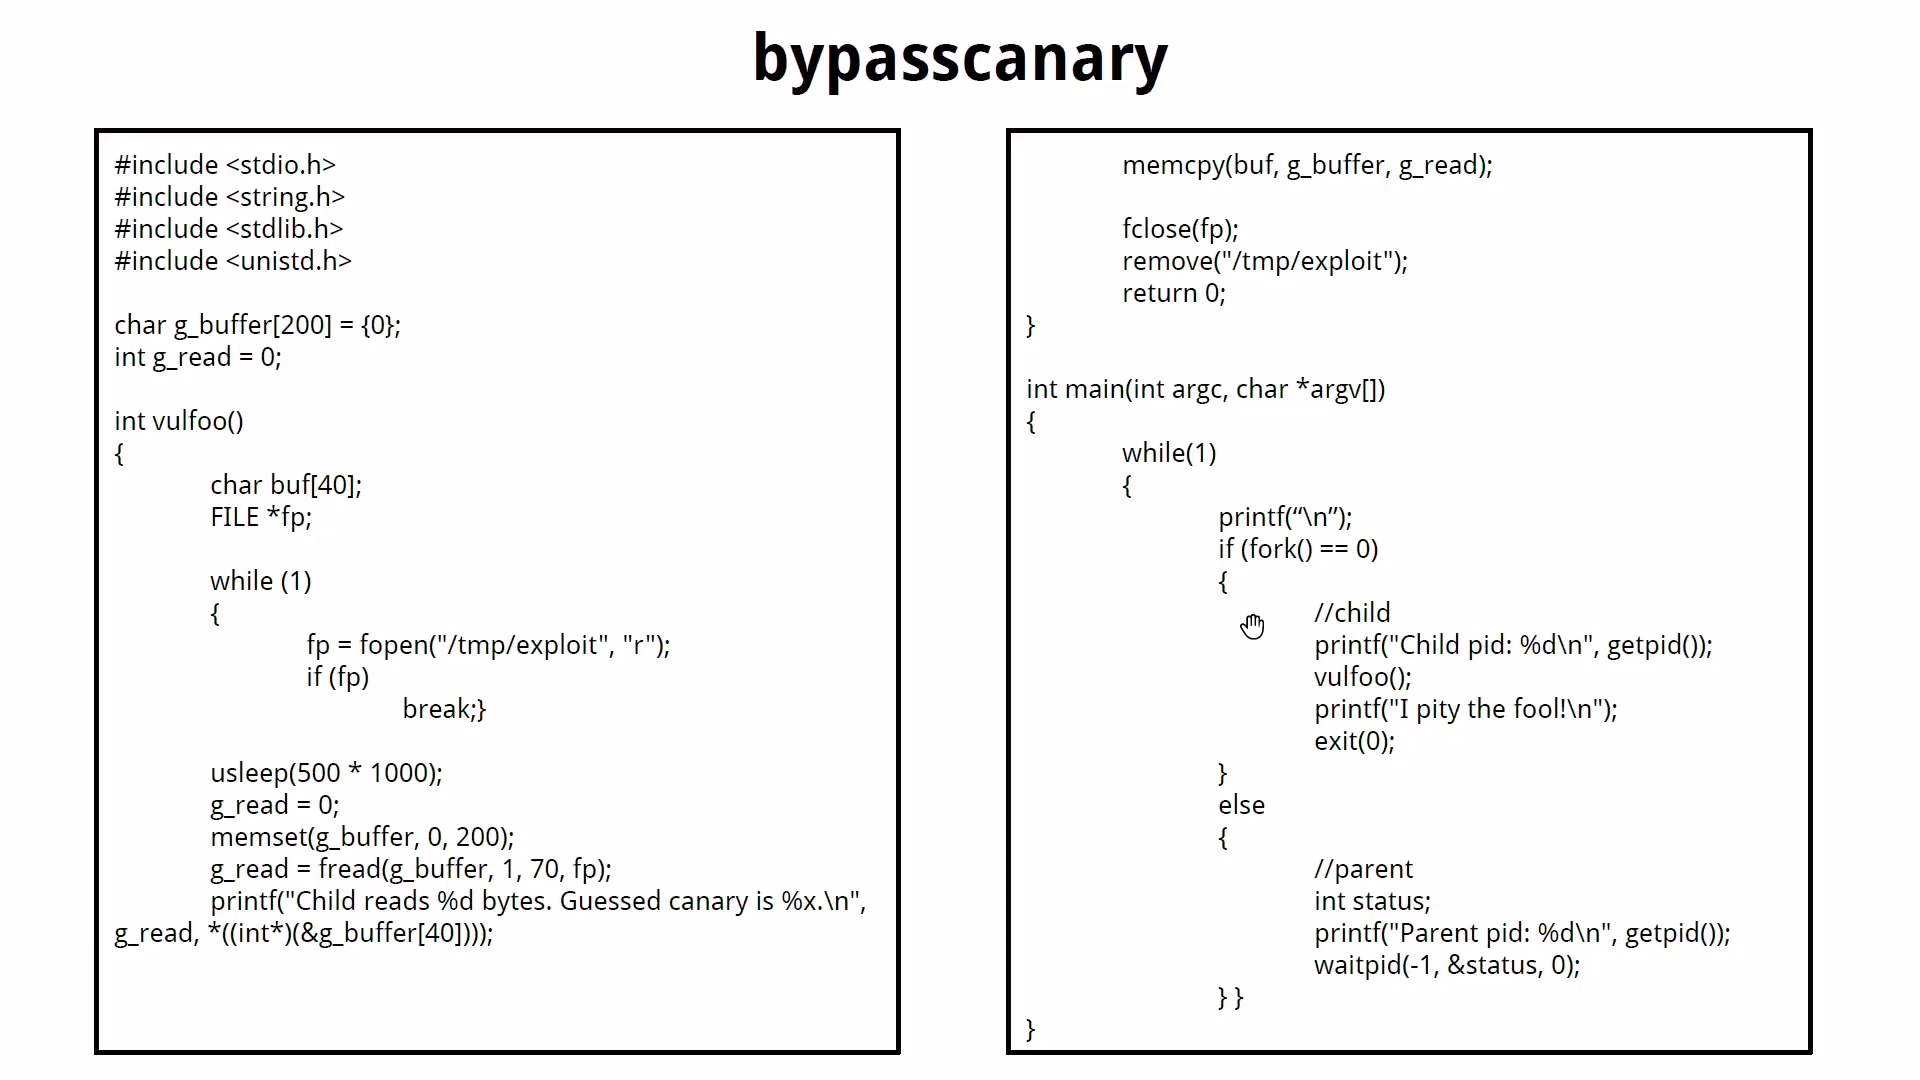 bypasscanary
#include <stdio.h>
#include <string.h>
#include <stdlib.h>
#include <unistd.h>
char g_buffer[200] = {0};
int g_read = 0;
int vulfoo()
{
char buf[40];
FILE *fp;
while (1)
{
fp = fopen("/tmp/exploit", "r");
if (fp)
break;}
usleep(500 * 1000);
g_read = 0;
memset(g_buffer, 0, 200);
g_read = fread(g_buffer, 1, 70, fp);
printf("Child reads %d bytes. Guessed canary is %x.\n",
g_read, *((int*)(&g_buffer[40])));
memcpy(buf, g_buffer, g_read);
fclose(fp);
remove("/tmp/exploit");
return 0;
}
int main(int argc, char *argv[])
{
while(1)
{
printf(“\n”);
if (fork() == 0)
{
//child
printf("Child pid: %d\n", getpid());
vulfoo();
printf("I pity the fool!\n");
exit(0);
}
else
{
//parent
int status;
printf("Parent pid: %d\n", getpid());
waitpid(-1, &status, 0);
} }
}